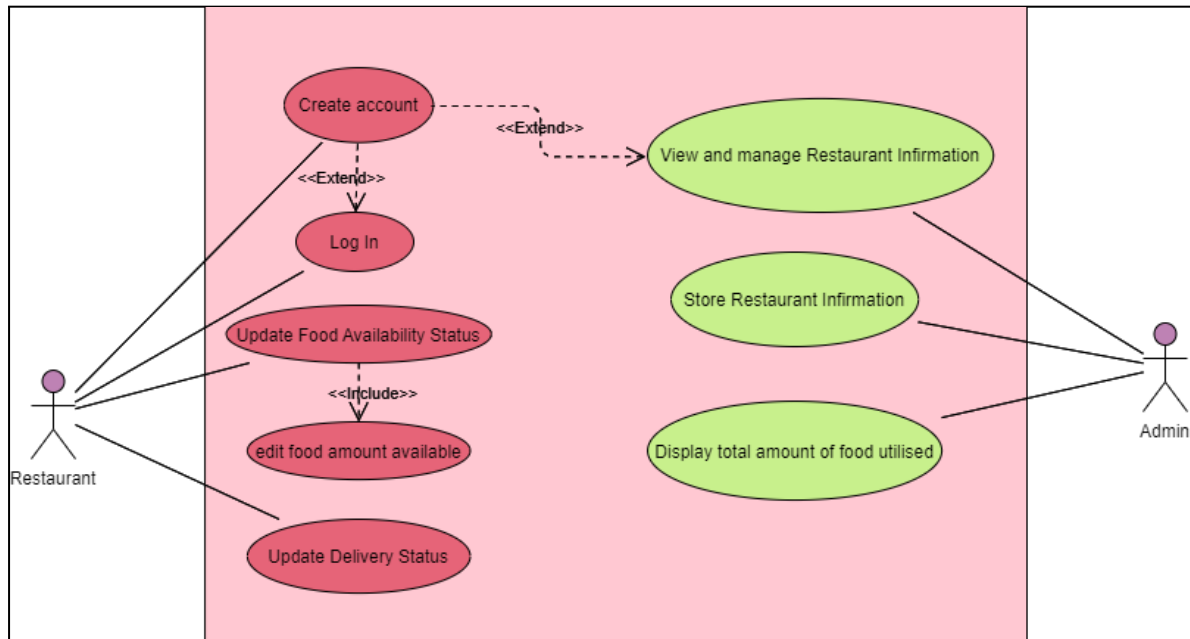 Create account
<<Extend>>
View and manage Restaurant Infirmation
<<Extend>>
Log In
Store Restaurant Infirmation
Update Food Availability Status
<<Include>>
Admin
edit food amount available
Display total amount of food utilised
Restaurant
Update Delivery Status